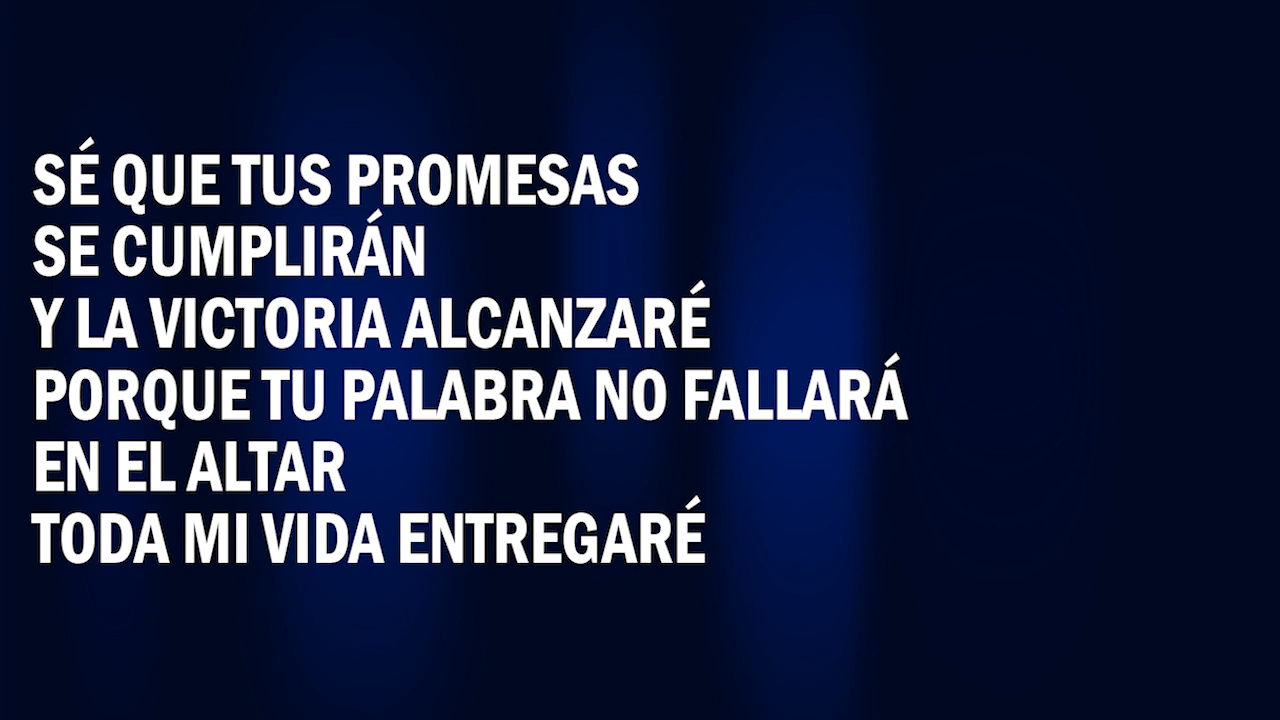 SÉ QUE TUS PROMESAS
SE CUMPLIRÁN
Y LA VICTORIA ALCANZARÉ
PORQUE TU PALABRA NO FALLARÁ
EN EL ALTAR
TODA MI VIDA ENTREGARÉ